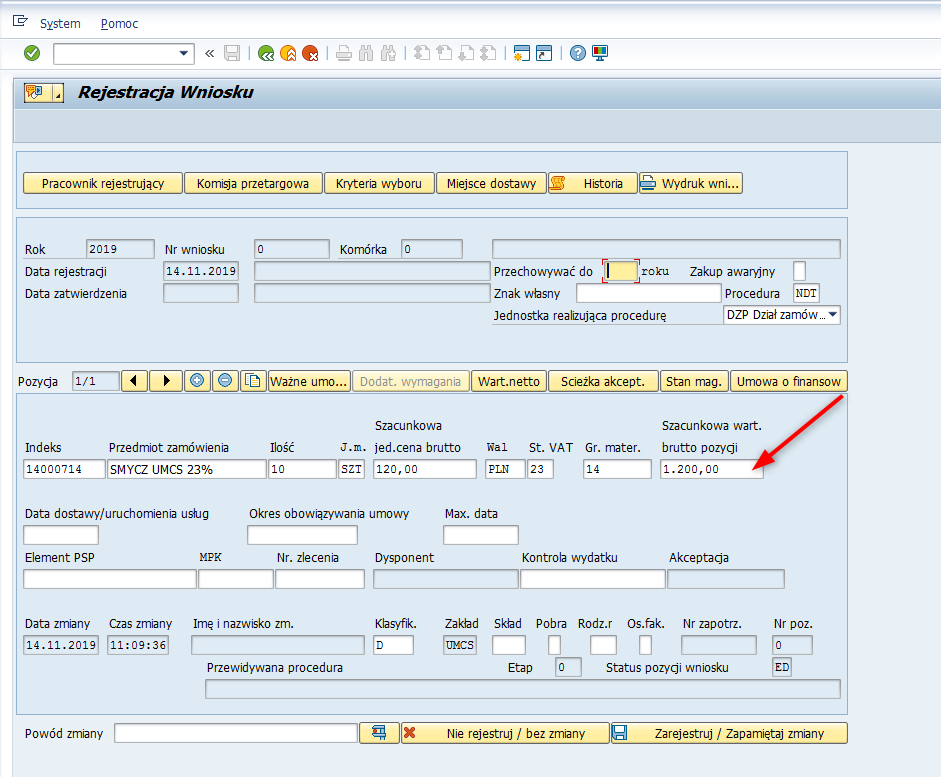 System Pomoc
Rejestracja Wniosku
Pracownik rejestrujący Komisja przetargowa Kryteria wyboru Miejsce dostawy Historia Wydruk wni...
Rok 2019 Nr wniosku 0 Komórka 0
Data rejestracji 14.11.2019 Przechowywać do roku Zakup awaryjny
Data zatwierdzenia Znak własny Procedura NDT
Jednostka realizująca procedurę DZP Dział zamów...
Pozycja 1/1 Ważne umo... Dodat. wymagania Wart.netto Scieżka akcept. Stan mag. Umowa o finansow
Szacunkowa Szacunkowa wart.
Indeks Przedmiot zamówienia Ilość J.m. jed.cena brutto Wal St. VAT Gr. mater. brutto pozycji
14000714 SMYCZ UMCS 23% 10 SZT 120,00 PLN 23 14 1.200,00
Data dostawy/uruchomienia usług Okres obowiązywania umowy Max. data
Element PSP MPK Nr. zlecenia Dysponent Kontrola wydatku Akceptacja
Data zmiany Czas zmiany Imę i nazwisko zm. Klasyfik. Zakład Skład Pobra Rodz.r Os.fak. Nr zapotrz. Nr poz.
14.11.2019 11:09:36 D UMCS 0
Przewidywana procedura Etap 0 Status pozycji wniosku ED
Powód zmiany Nie rejestruj / bez zmiany Zarejestruj / Zapamiętaj zmiany